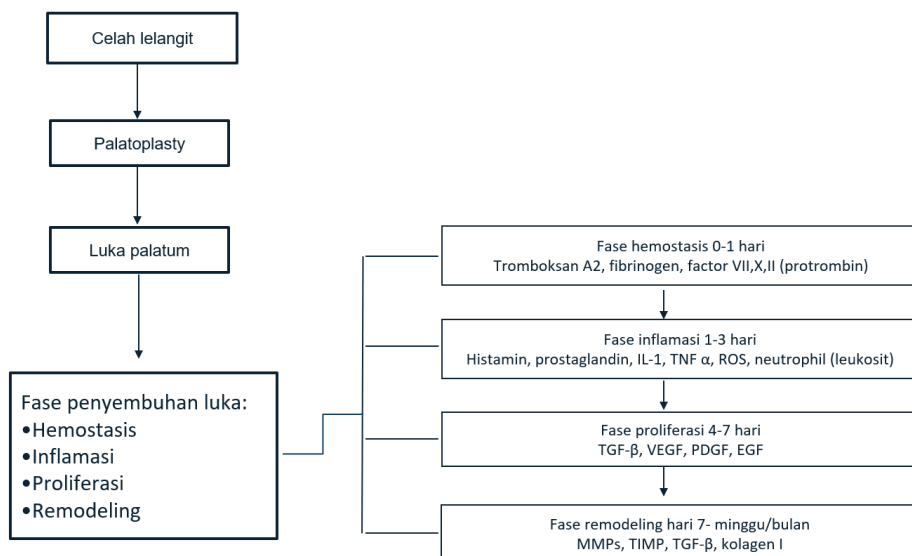 Celah lelangit
Palatoplasty
Luka palatum
Fase penyembuhan luka:
•Hemostasis
•Inflamasi
•Proliferasi
•Remodeling
Fase hemostasis 0-1 hari
Tromboksan A2, fibrinogen, factor VII,X,II (protrombin)
Fase inflamasi 1-3 hari
Histamin, prostaglandin, IL-1, TNF α, ROS, neutrophil (leukosit)
Fase proliferasi 4-7 hari
TGF-β, VEGF, PDGF, EGF
Fase remodeling hari 7- minggu/bulan
MMPs, TIMP, TGF-β, kolagen I